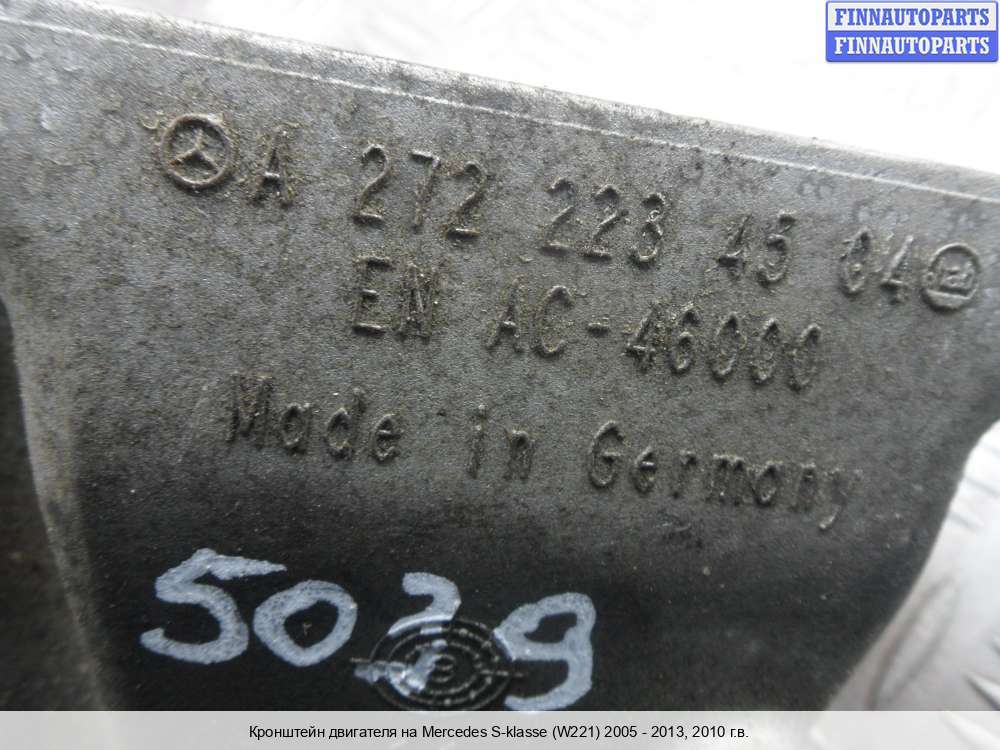 FINNAUTOPARTS
FINNAUTOPARTS
A 272 223 45 04
EN AC-46000
Made in Germany
5039
Кронштейн двигателя на Mercedes S-klasse (W221) 2005 - 2013, 2010 г.в.